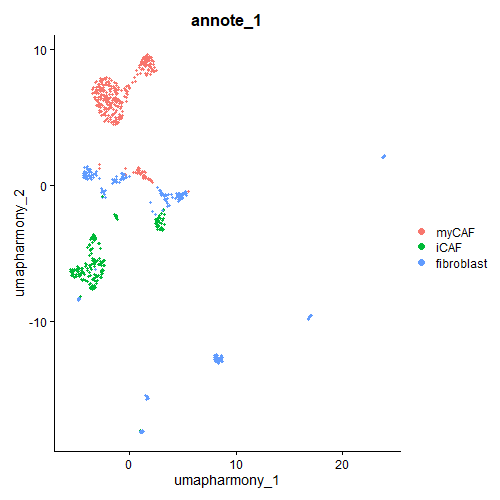 annote_1
10
0
-10
umapharmony_2
0
10
20
umapharmony_1
myCAF
iCAF
fibroblast